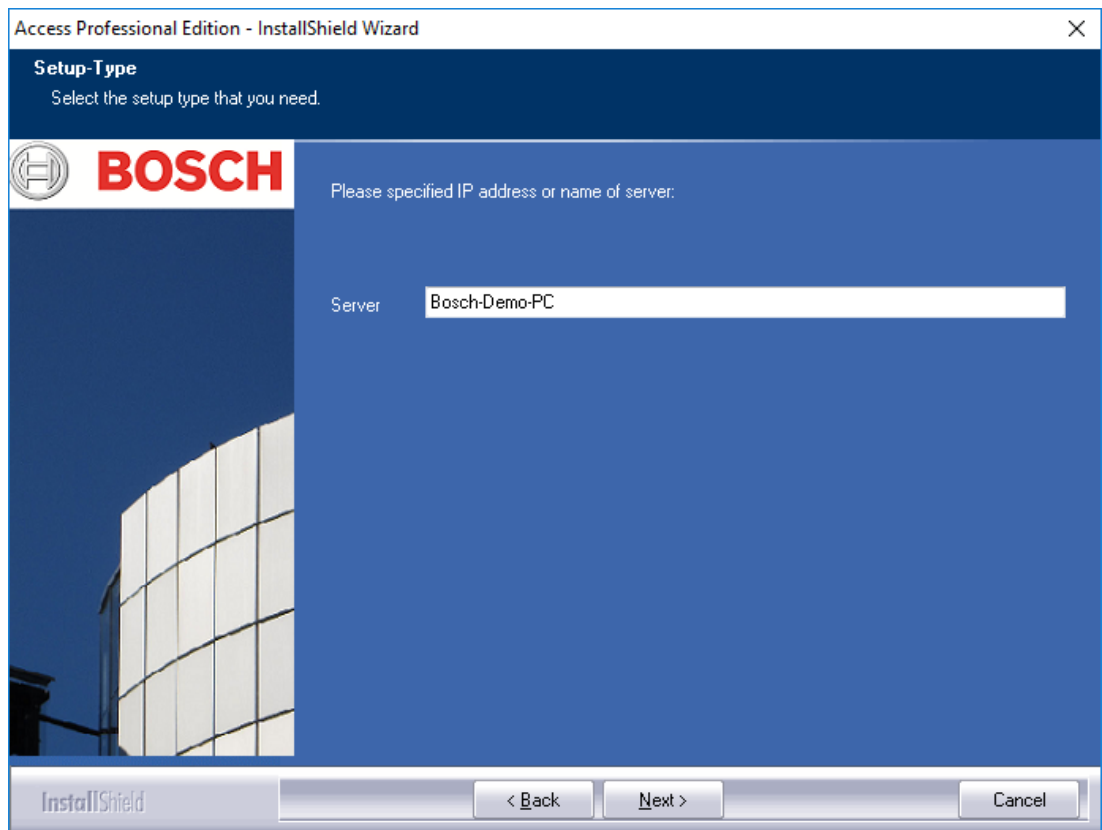 Access Professional Edition - InstallShield Wizard
Setup-Type
Select the setup type that you need.
BOSCH
Please specified IP address or name of server:
Server Bosch-Demo-PC
InstallShield
< Back Next > Cancel